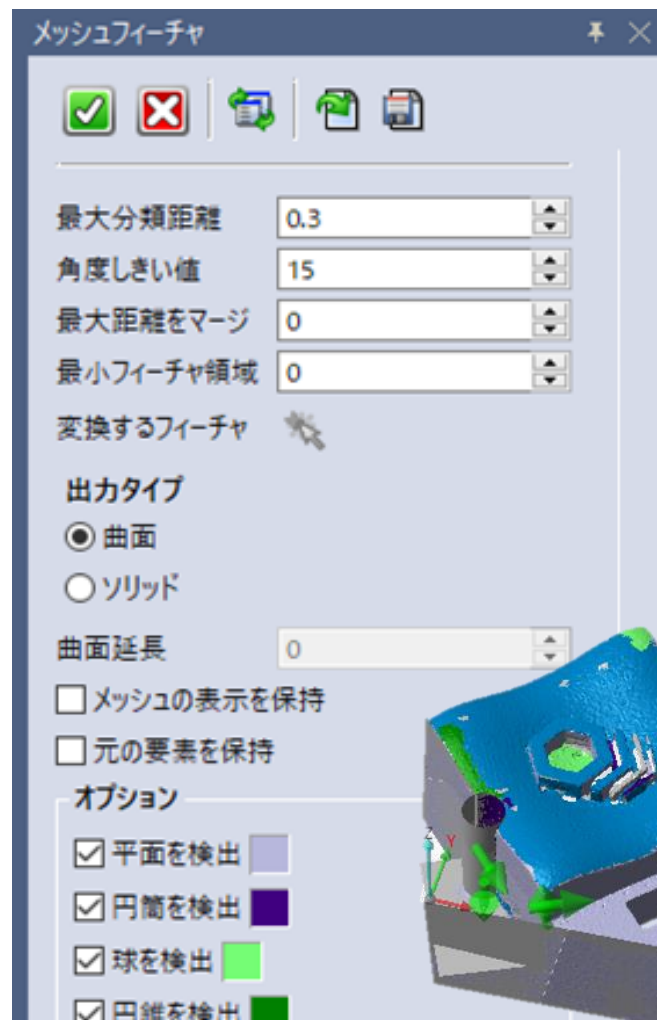 メッシュフィーチャ
最大分類距離 0.3
角度しきい値 15
最大距離をマージ 0
最小フィーチャ領域 0
変換するフィーチャ
出力タイプ
曲面
ソリッド
曲面延長 0
メッシュの表示を保持
元の要素を保持
オプション
平面を検出
円筒を検出
球を検出
円錐を検出
Z Y